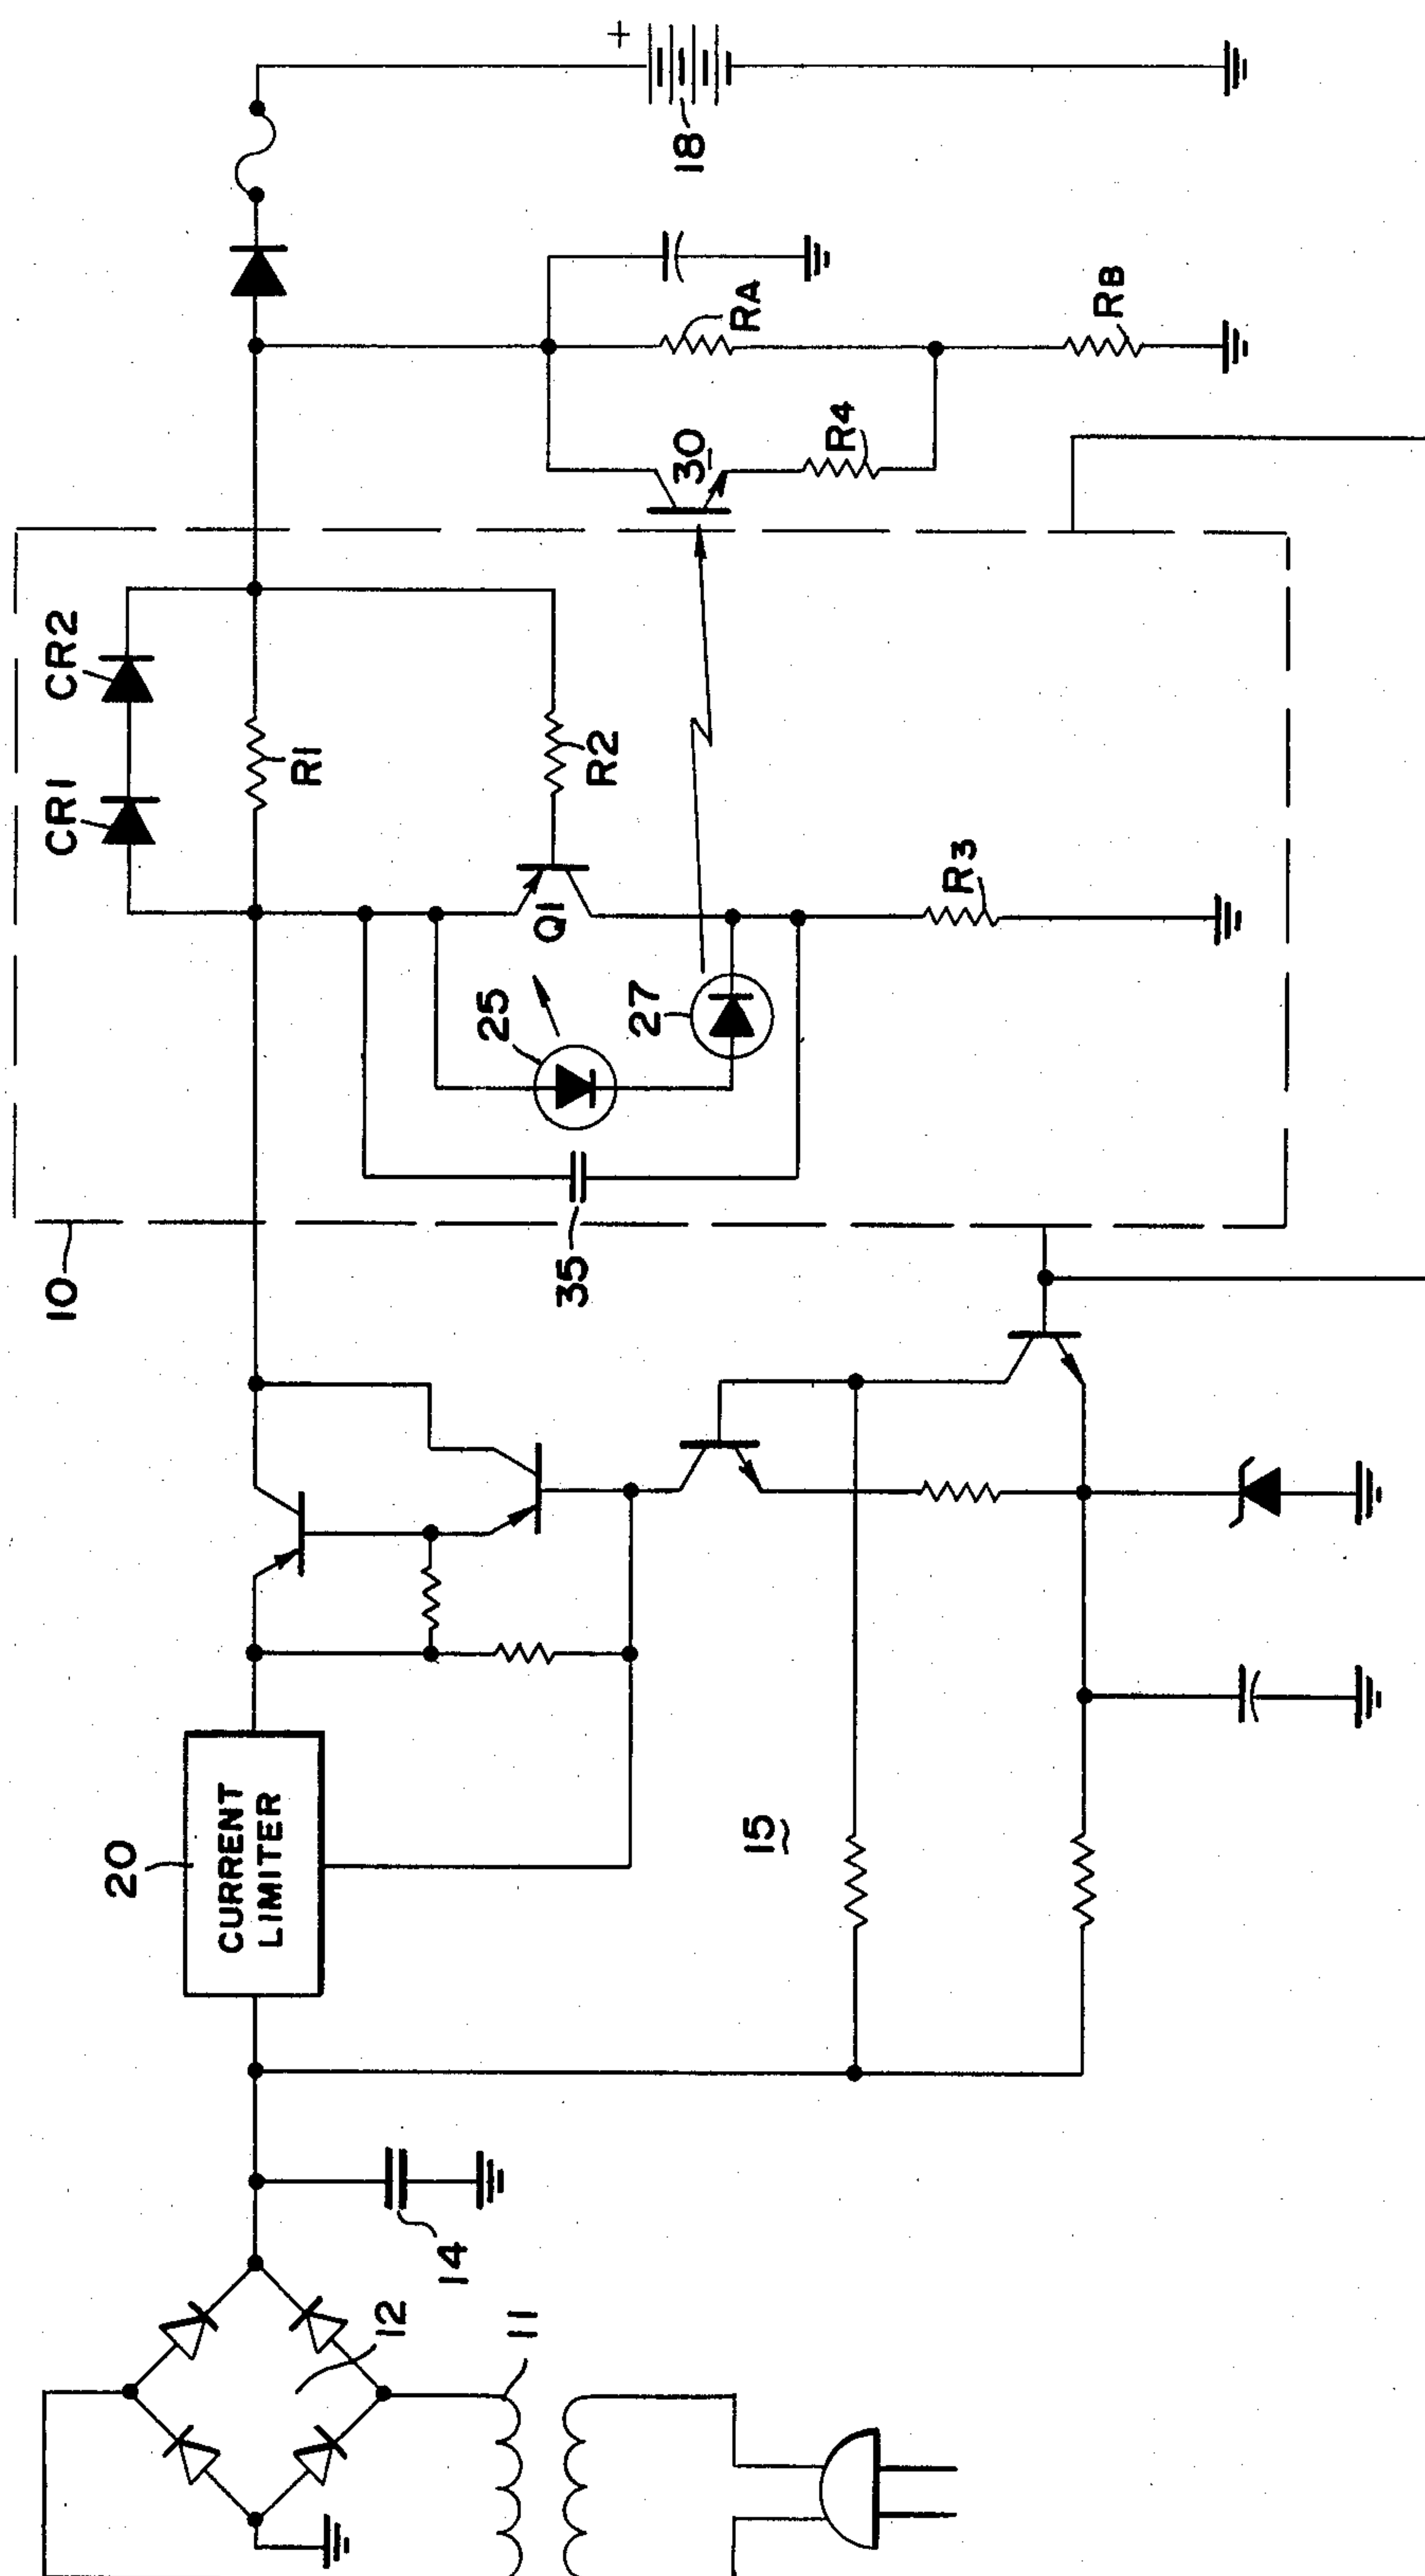 +
18
RA
RB
R4
30
CR2
CR1
R1
R2
Q1
R3
25
27
35
10
20
CURRENT
LIMITER
15
14
12
11